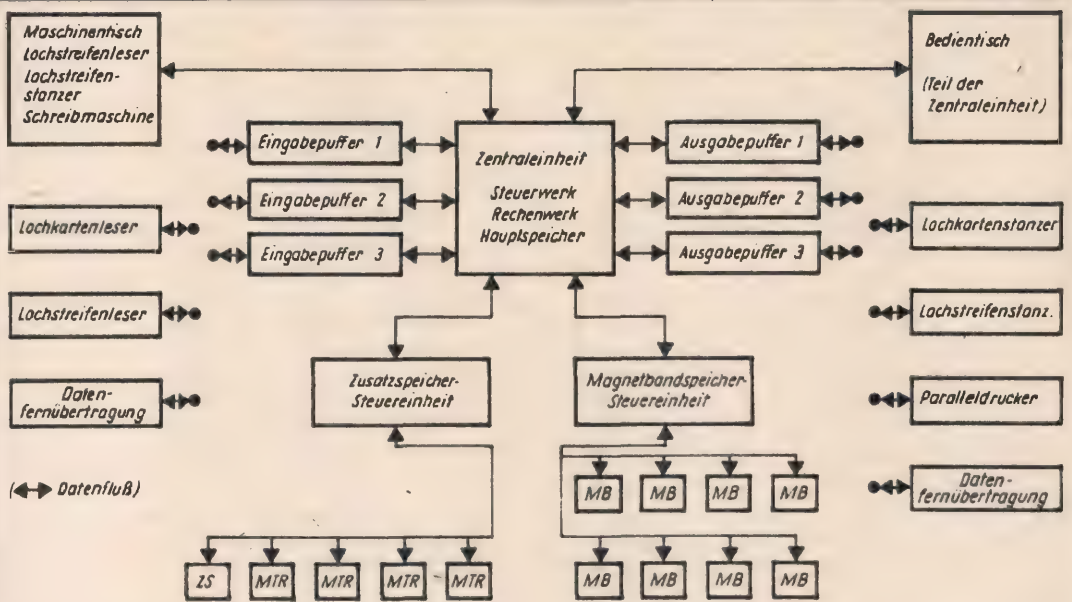 Maschinentisch
Lochstreifenleser
Lochstreifen-
stanzer
Schreibmaschine
Bedientisch
(Teil der
Zentraleinheit)
Eingabepuffer 1
Eingabepuffer 2
Eingabepuffer 3
Zentraleinheit
Steuerwerk
Rechenwerk
Hauptspeicher
Ausgabepuffer 1
Ausgabepuffer 2
Ausgabepuffer 3
Lochkartenleser
Lochstreifenleser
Daten-
fernübertragung
Lochkartenstanzer
Lochstreifenstanz.
Paralleldrucker
Daten-
fernübertragung
Zusatzspeicher-
Steuereinheit
Magnetbandspeicher-
Steuereinheit
(↔ Datenfluß)
MB MB MB MB
ZS MTR MTR MTR MTR
MB MB MB MB